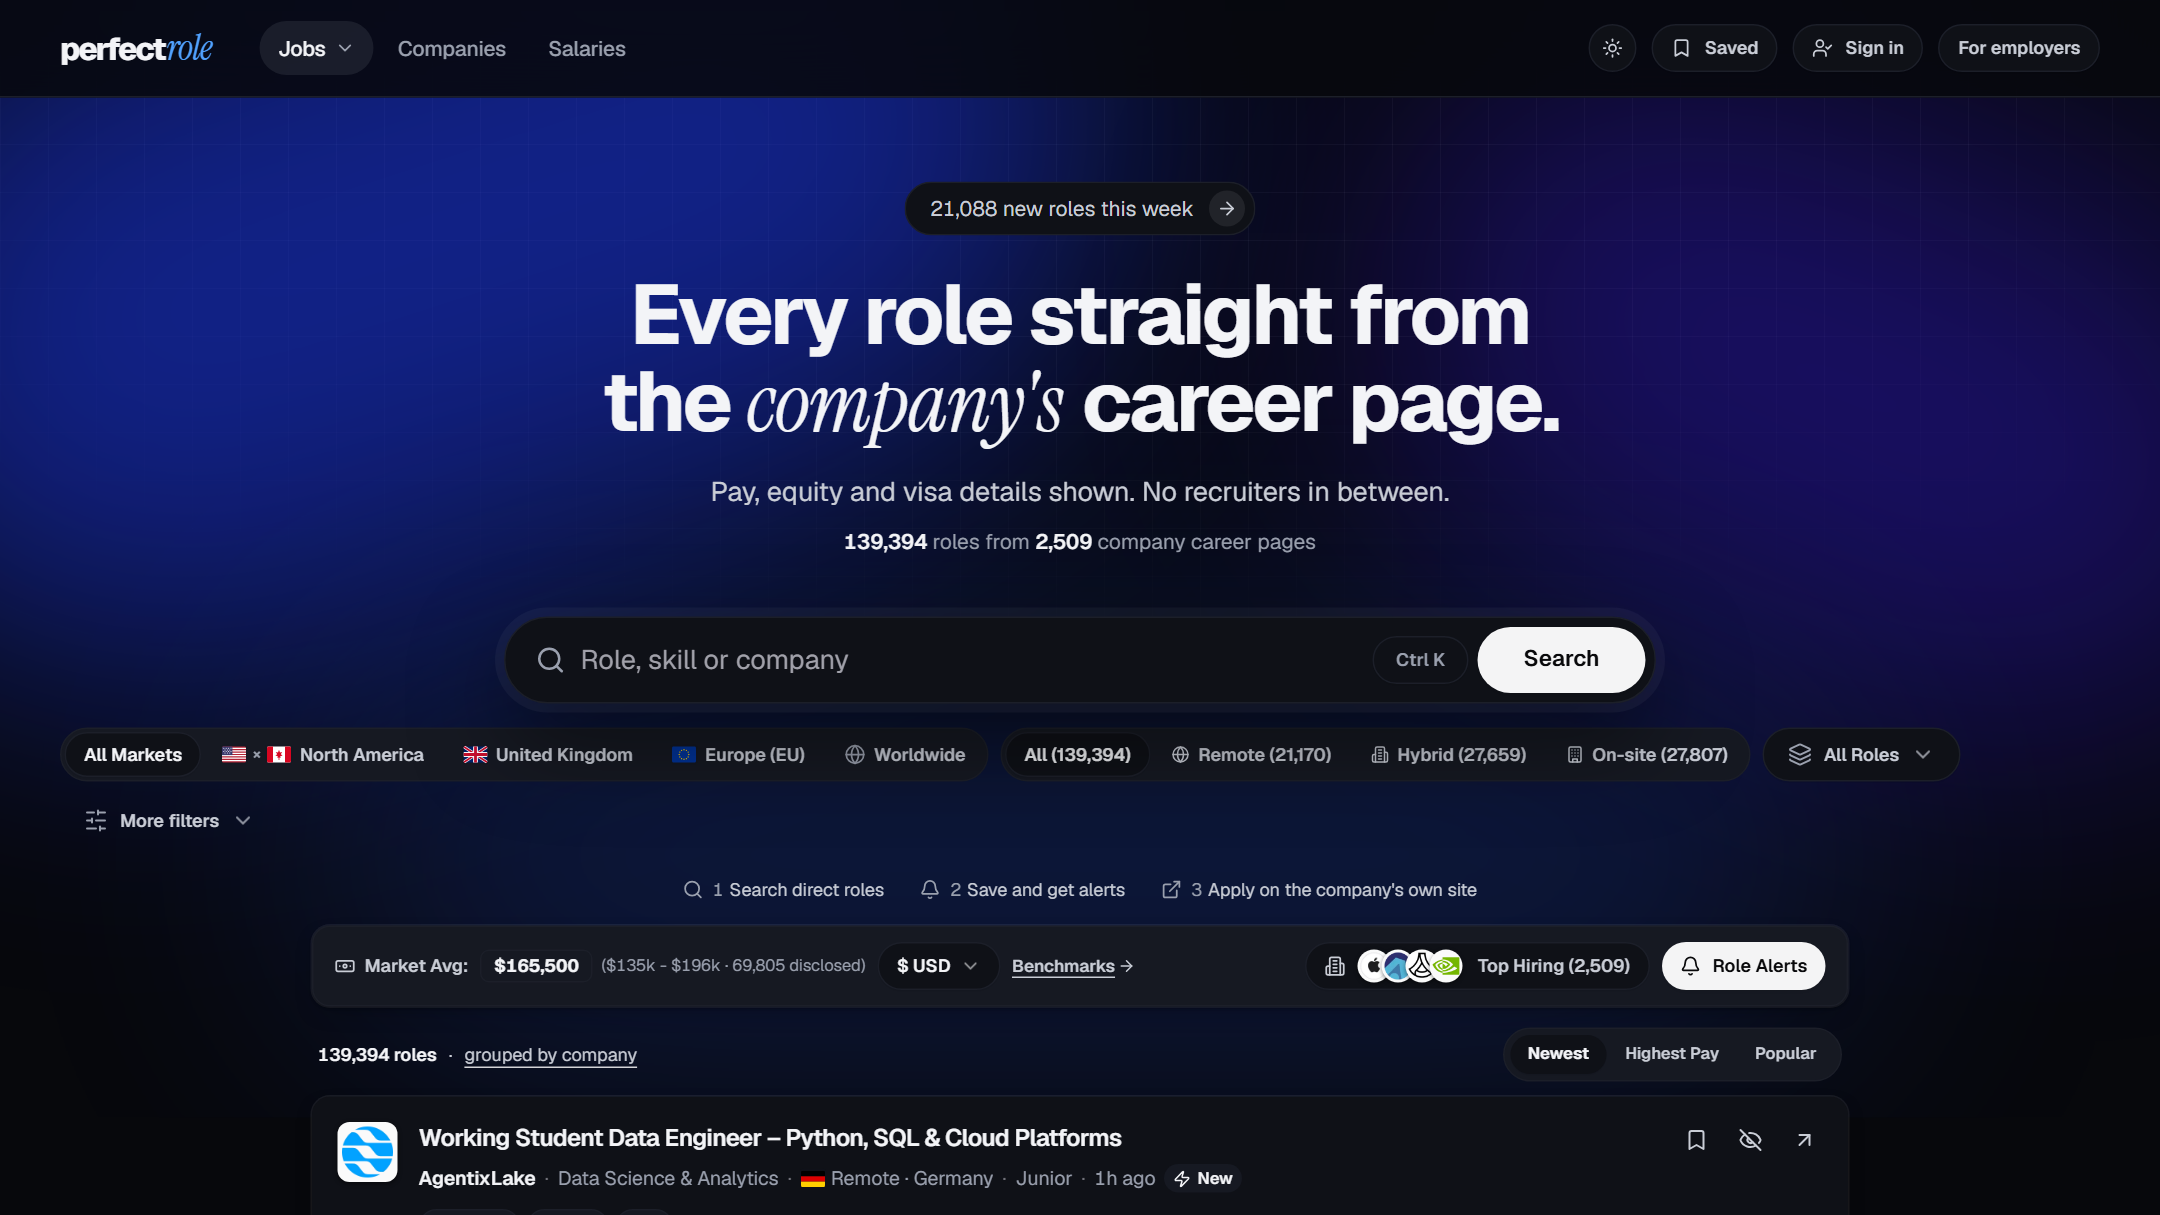 perfectrole
Jobs
Companies
Salaries
Saved
Sign in
For employers
21,088 new roles this week
Every role straight from
the company's career page.
Pay, equity and visa details shown. No recruiters in between.
139,394 roles from 2,509 company career pages
Role, skill or company
Ctrl K
Search
All Markets
× North America
United Kingdom
Europe (EU)
Worldwide
All (139,394)
Remote (21,170)
Hybrid (27,659)
On-site (27,807)
All Roles
More filters
1 Search direct roles
2 Save and get alerts
3 Apply on the company's own site
Market Avg: $165,500 ($135k - $196k · 69,805 disclosed)
$ USD
Benchmarks
Top Hiring (2,509)
Role Alerts
139,394 roles · grouped by company
Newest
Highest Pay
Popular
Working Student Data Engineer – Python, SQL & Cloud Platforms
AgentixLake · Data Science & Analytics · Remote · Germany · Junior · 1h ago
New